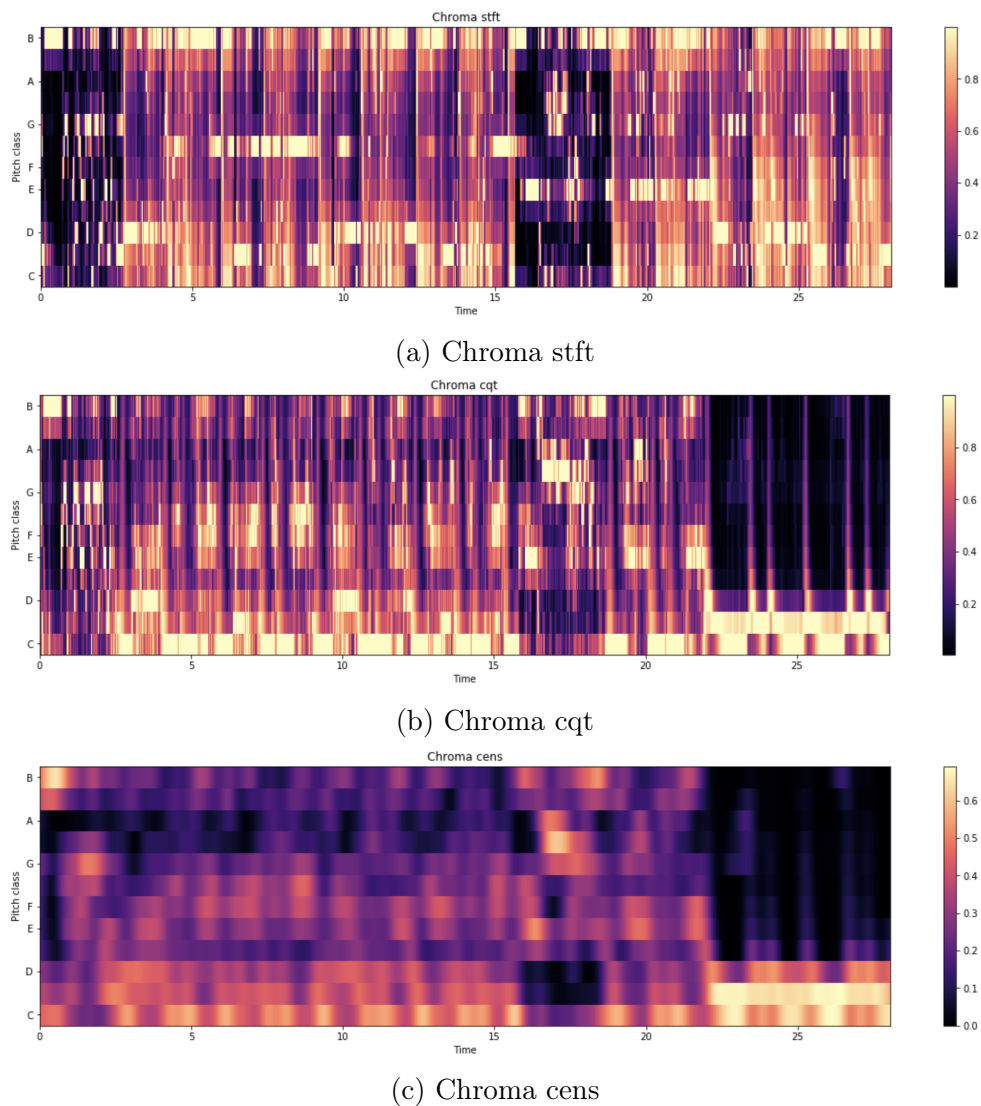 Chroma stft
B
A
G
F
E
D
C
Pitch class
0 5 10 15 20 25
Time
0.8
0.6
0.4
0.2
(a) Chroma stft
Chroma cqt
B
A
G
F
E
D
C
Pitch class
0 5 10 15 20 25
Time
0.8
0.6
0.4
0.2
(b) Chroma cqt
Chroma cens
B
A
G
F
E
D
C
Pitch class
0 5 10 15 20 25
Time
0.6
0.5
0.4
0.3
0.2
0.1
0.0
(c) Chroma cens